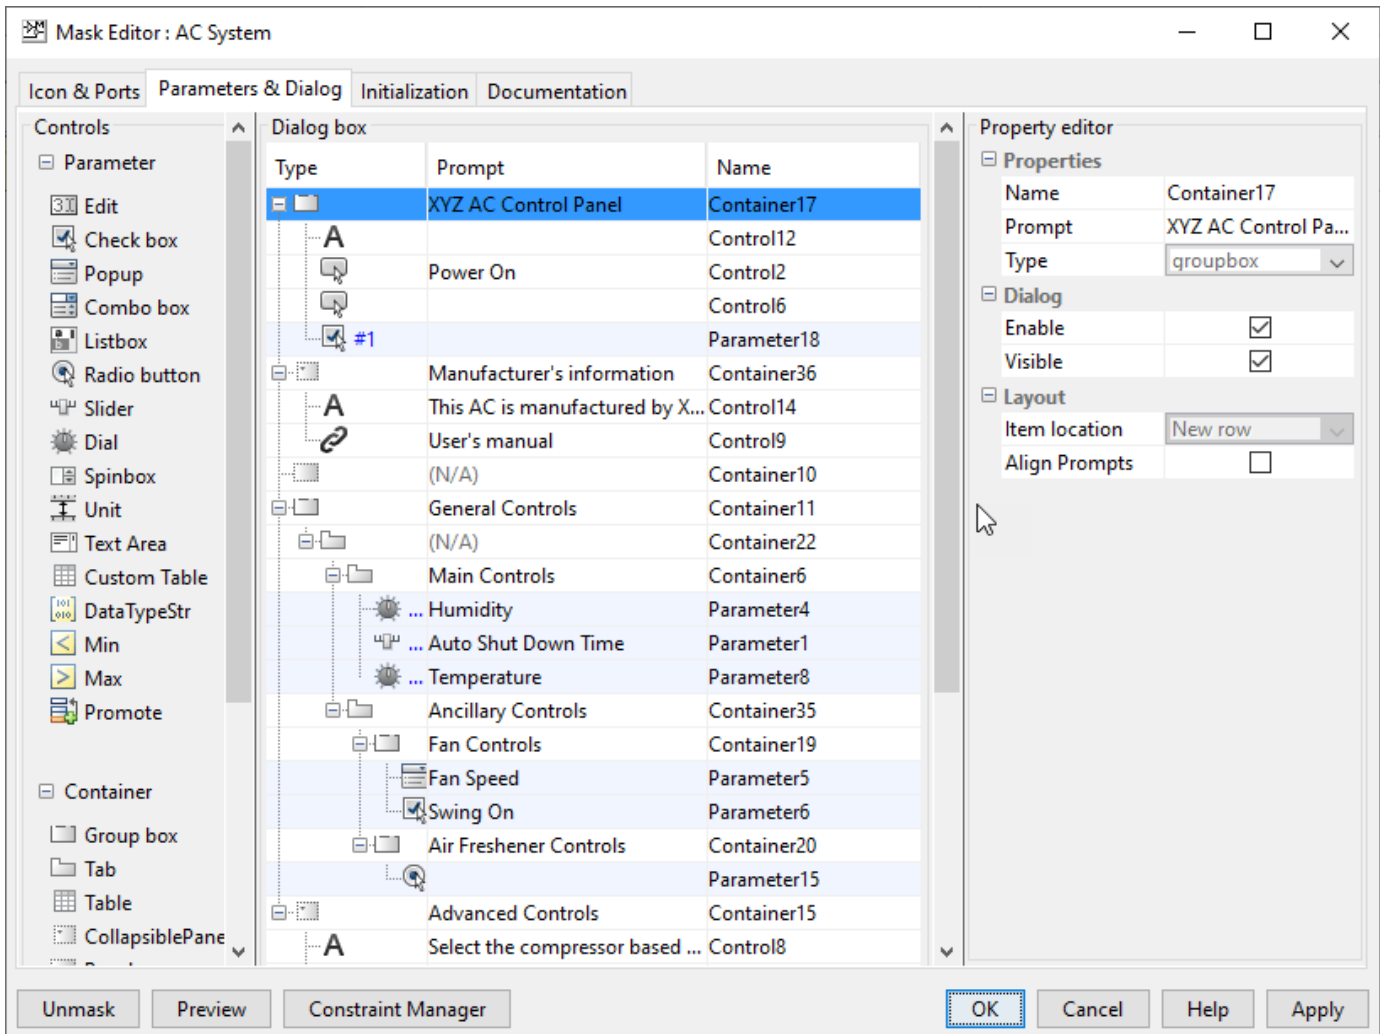 Mask Editor : AC System
Icon & Ports Parameters & Dialog Initialization Documentation
Controls
Parameter
Edit
Check box
Popup
Combo box
Listbox
Radio button
Slider
Dial
Spinbox
Unit
Text Area
Custom Table
DataTypeStr
Min
Max
Promote
Container
Group box
Tab
Table
CollapsiblePane
Dialog box
Type Prompt Name
XYZ AC Control Panel Container17
A Control12
Power On Control2
Control6
#1 Parameter18
Manufacturer's information Container36
A This AC is manufactured by X... Control14
User's manual Control9
(N/A) Container10
General Controls Container11
(N/A) Container22
Main Controls Container6
... Humidity Parameter4
... Auto Shut Down Time Parameter1
... Temperature Parameter8
Ancillary Controls Container35
Fan Controls Container19
Fan Speed Parameter5
Swing On Parameter6
Air Freshener Controls Container20
Parameter15
Advanced Controls Container15
A Select the compressor based ... Control8
Property editor
Properties
Name Container17
Prompt XYZ AC Control Pa...
Type groupbox
Dialog
Enable
Visible
Layout
Item location New row
Align Prompts
Unmask Preview Constraint Manager OK Cancel Help Apply